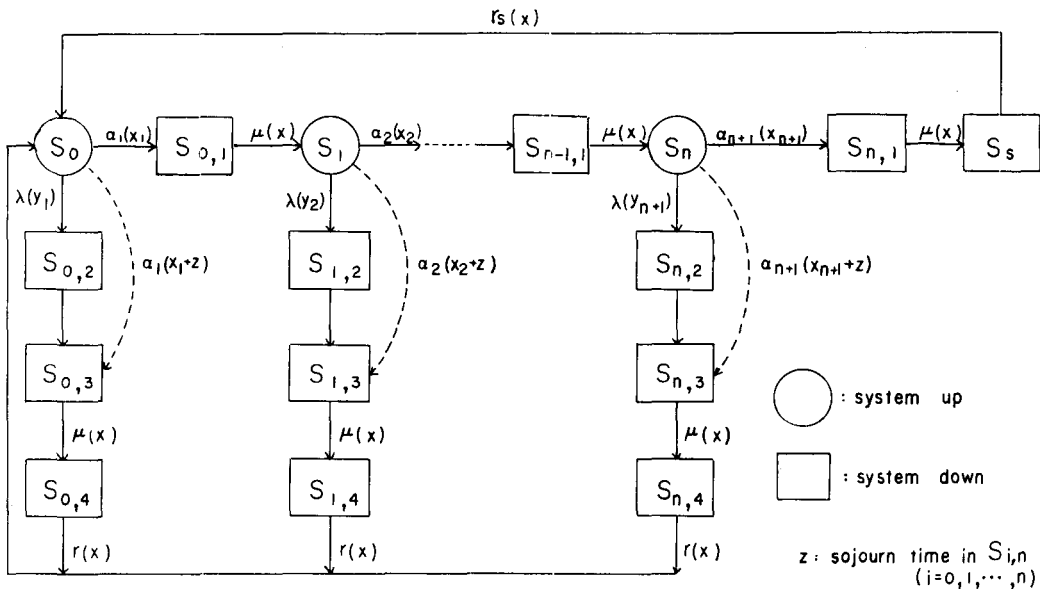 rs(x)
S0
α1(x1)
S0,1
μ(x)
S1
α2(x2)
Sn-1,1
μ(x)
Sn
αn+1(xn+1)
Sn,1
μ(x)
Ss
λ(y1)
λ(y2)
λ(yn+1)
S0,2
α1(x1+z)
S1,2
α2(x2+z)
Sn,2
αn+1(xn+1+z)
S0,3
S1,3
Sn,3
: system up
μ(x)
μ(x)
μ(x)
S0,4
S1,4
Sn,4
: system down
r(x)
r(x)
r(x)
z : sojourn time in Si,n
(i=0,1,···,n)